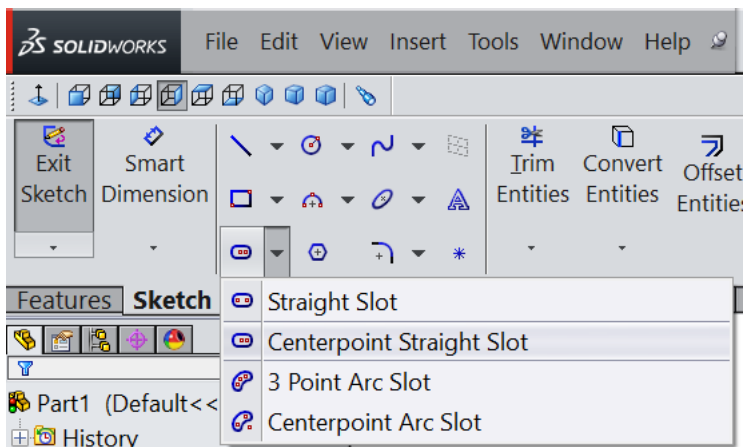 SOLIDWORKS File Edit View Insert Tools Window Help
Exit Sketch
Smart Dimension
Trim Entities
Convert Entities
Offset Entities
Features Sketch
Straight Slot
Centerpoint Straight Slot
3 Point Arc Slot
Centerpoint Arc Slot
Part1 (Default<<
History